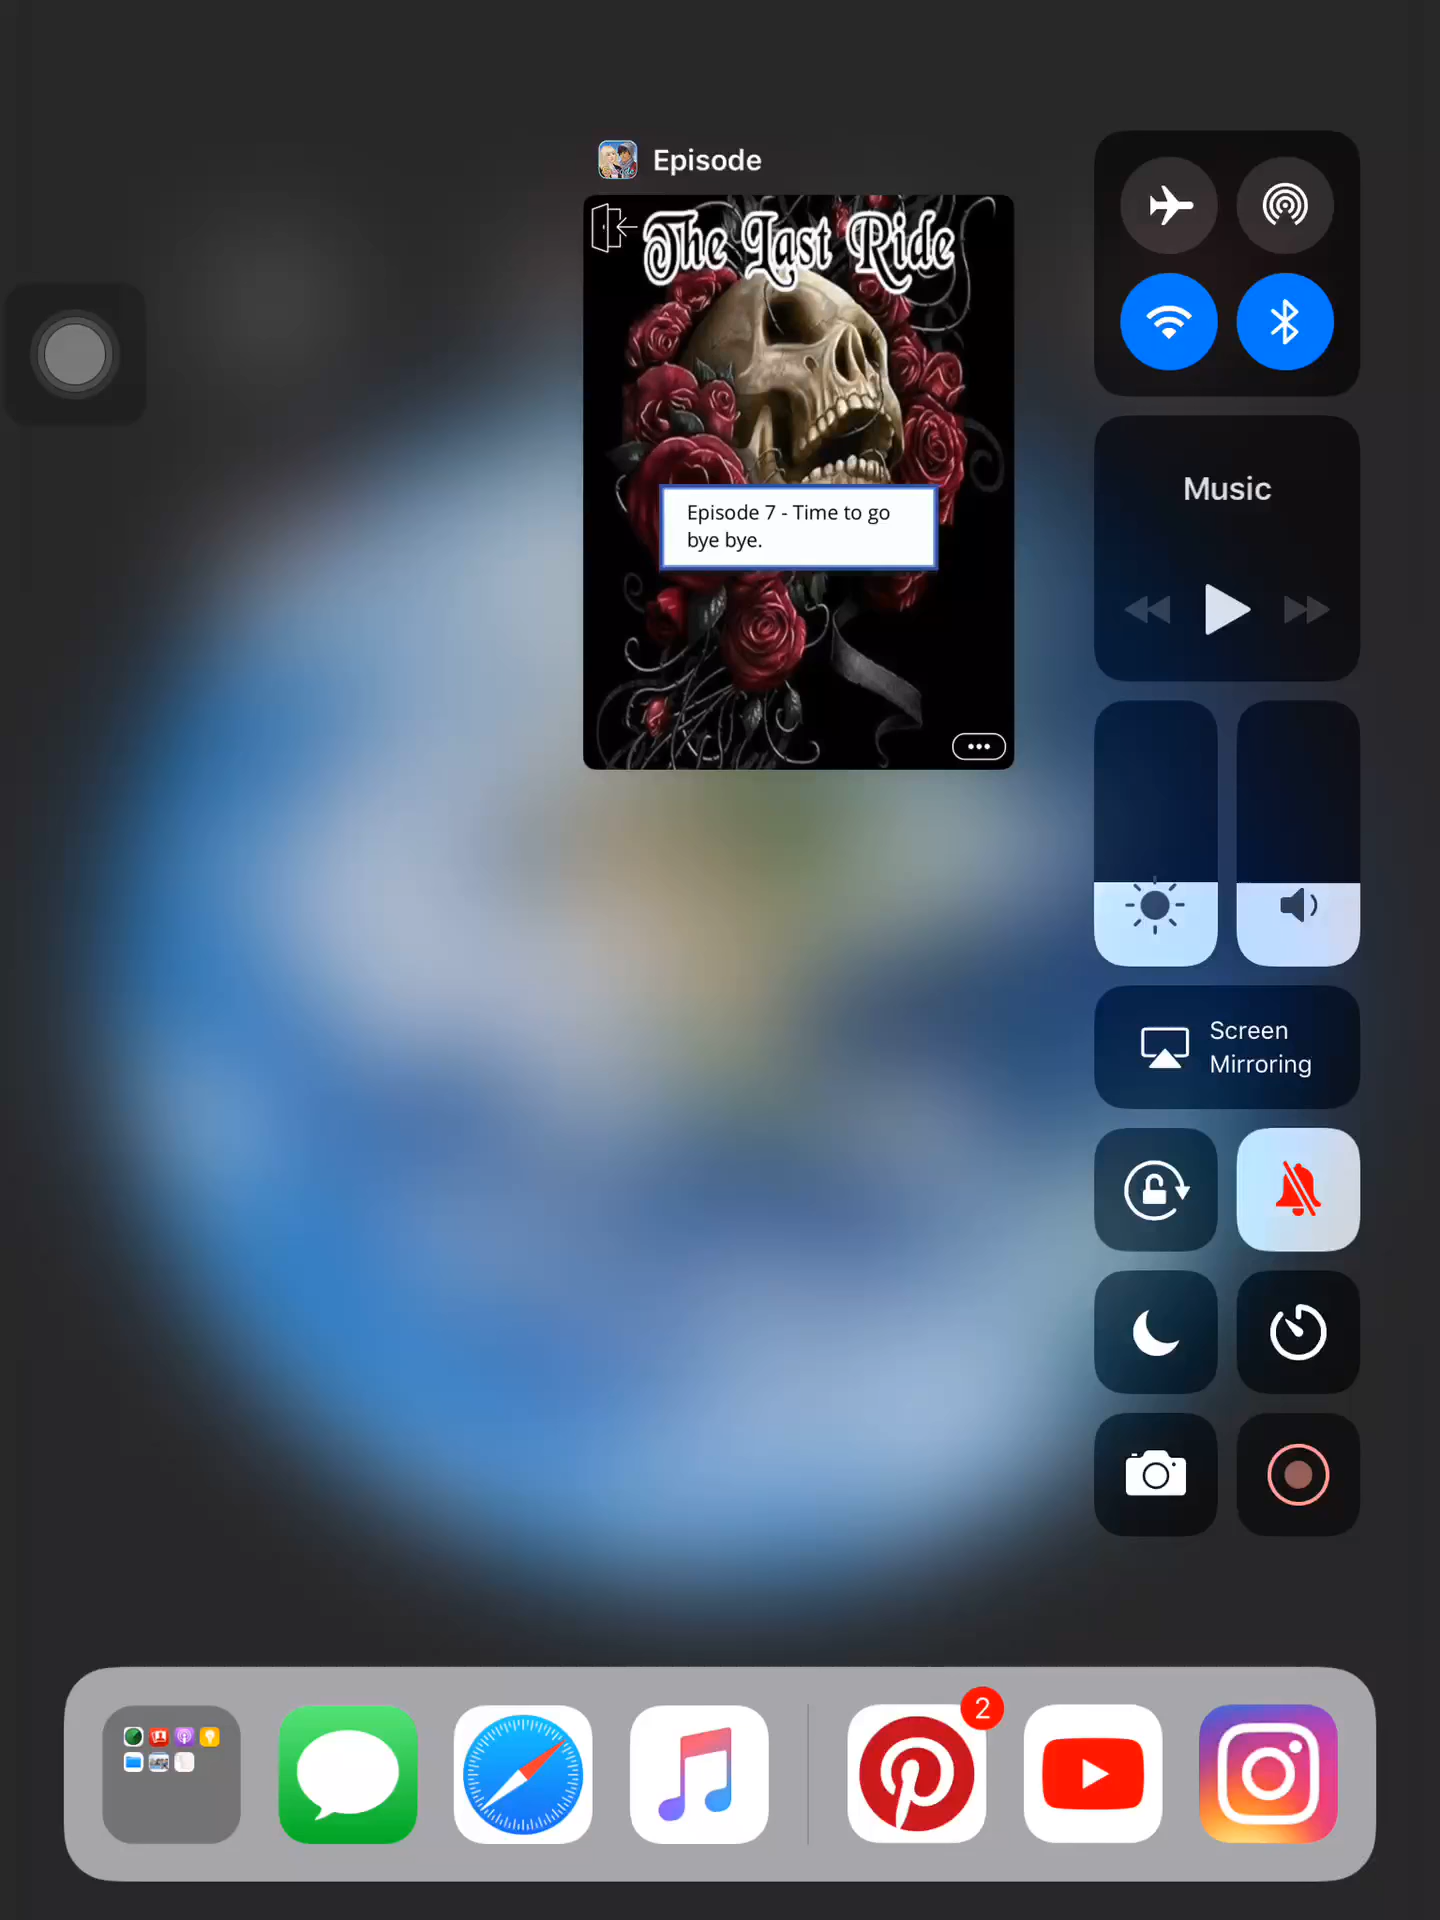 Episode
The Last Ride
Episode 7 - Time to go
bye bye.
Music
Screen
Mirroring
2